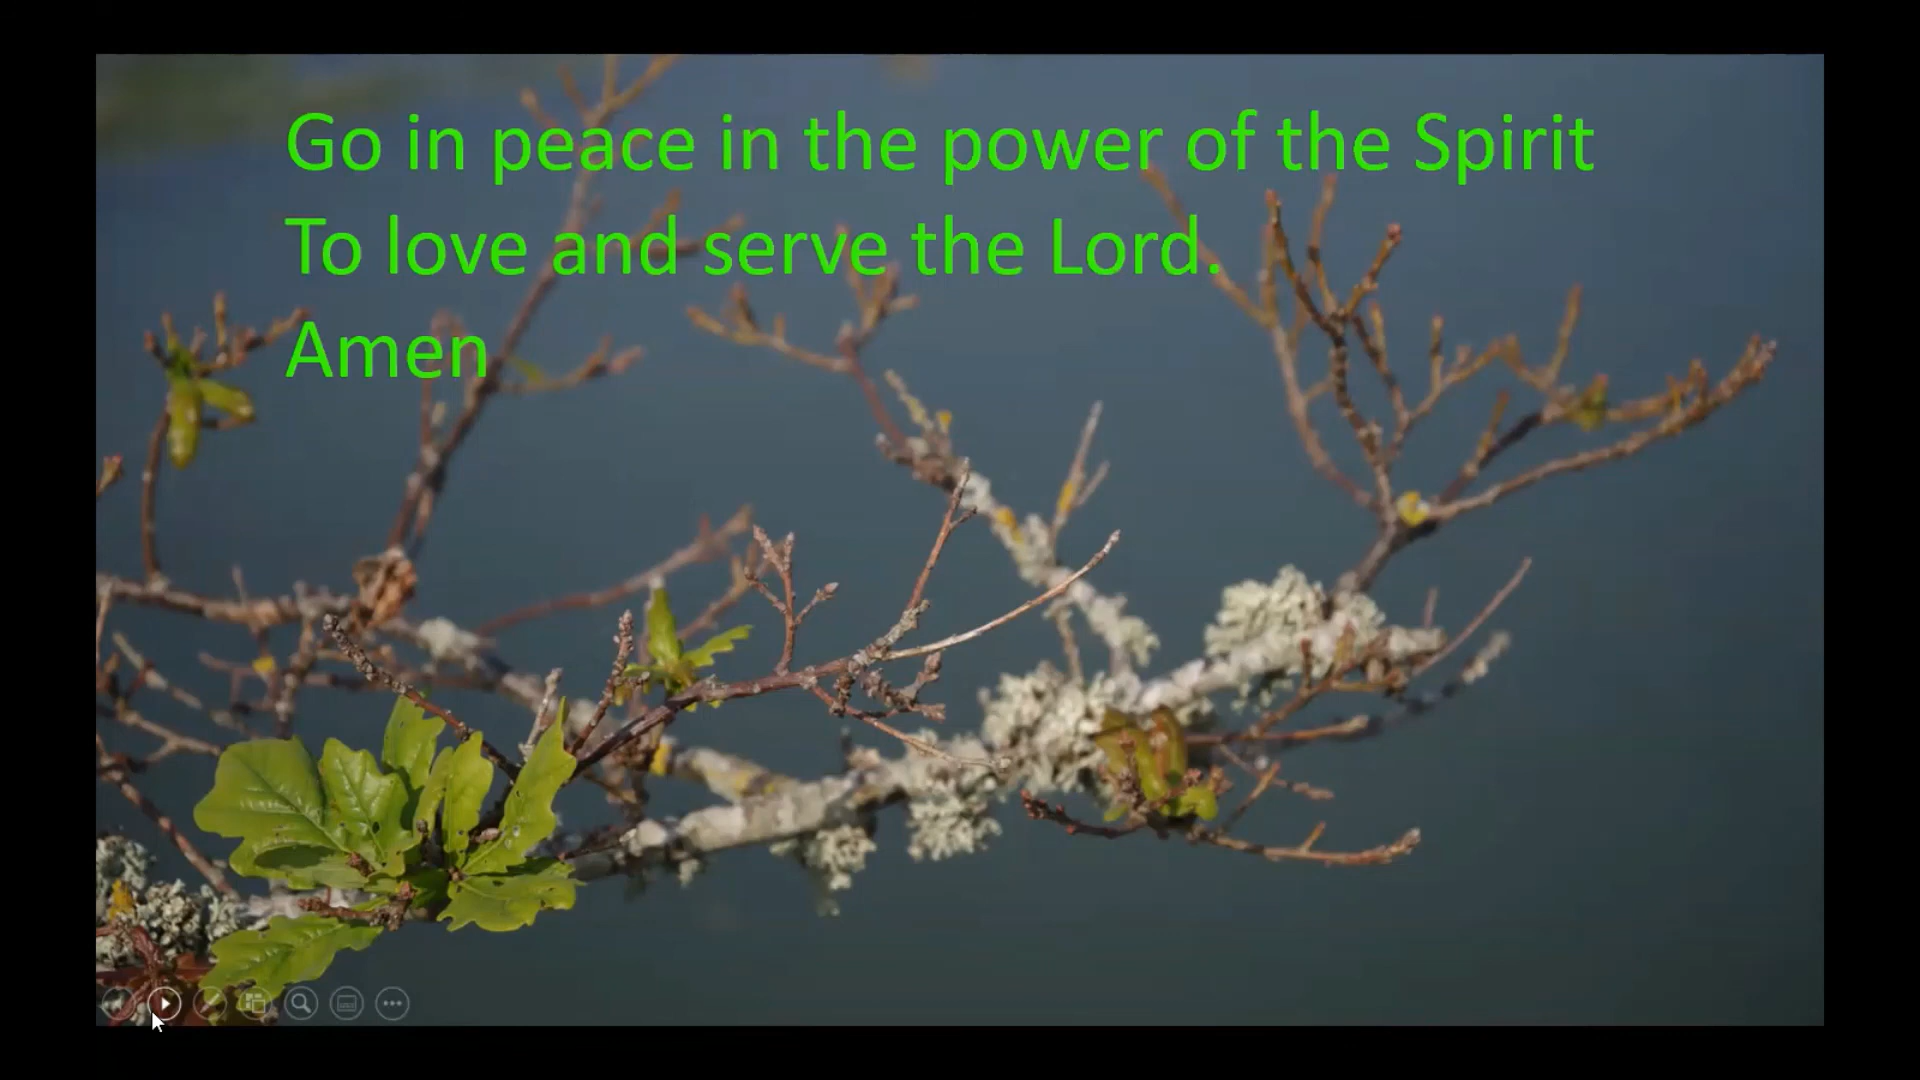 Go in peace in the power of the Spirit
To love and serve the Lord.
Amen